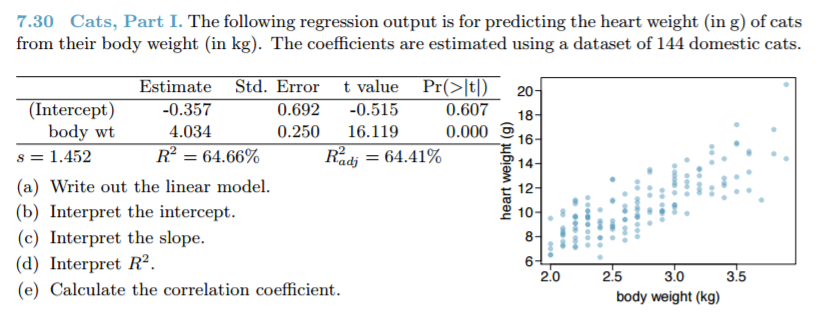 7.30 Cats, Part I. The following regression output is for predicting the heart weight (in g) of cats
from their body weight (in kg). The coefficients are estimated using a dataset of 144 domestic cats.
Estimate Std. Error t value Pr(>|t|)
(Intercept) -0.357 0.692 -0.515 0.607
body wt 4.034 0.250 16.119 0.000
s = 1.452 R² = 64.66% R²adj = 64.41%
(a) Write out the linear model.
(b) Interpret the intercept.
(c) Interpret the slope.
(d) Interpret R².
(e) Calculate the correlation coefficient.
heart weight (g)
20
18
16
14
12
10
8
6
2.0 2.5 3.0 3.5
body weight (kg)